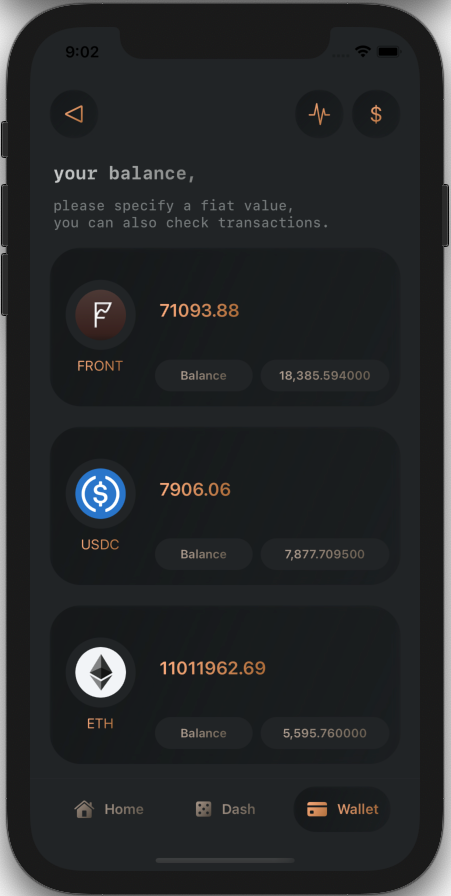 9:02
$
your balance,
please specify a fiat value,
you can also check transactions.
71093.88
FRONT
Balance 18,385.594000
7906.06
USDC
Balance 7,877.709500
11011962.69
ETH
Balance 5,595.760000
Home Dash Wallet